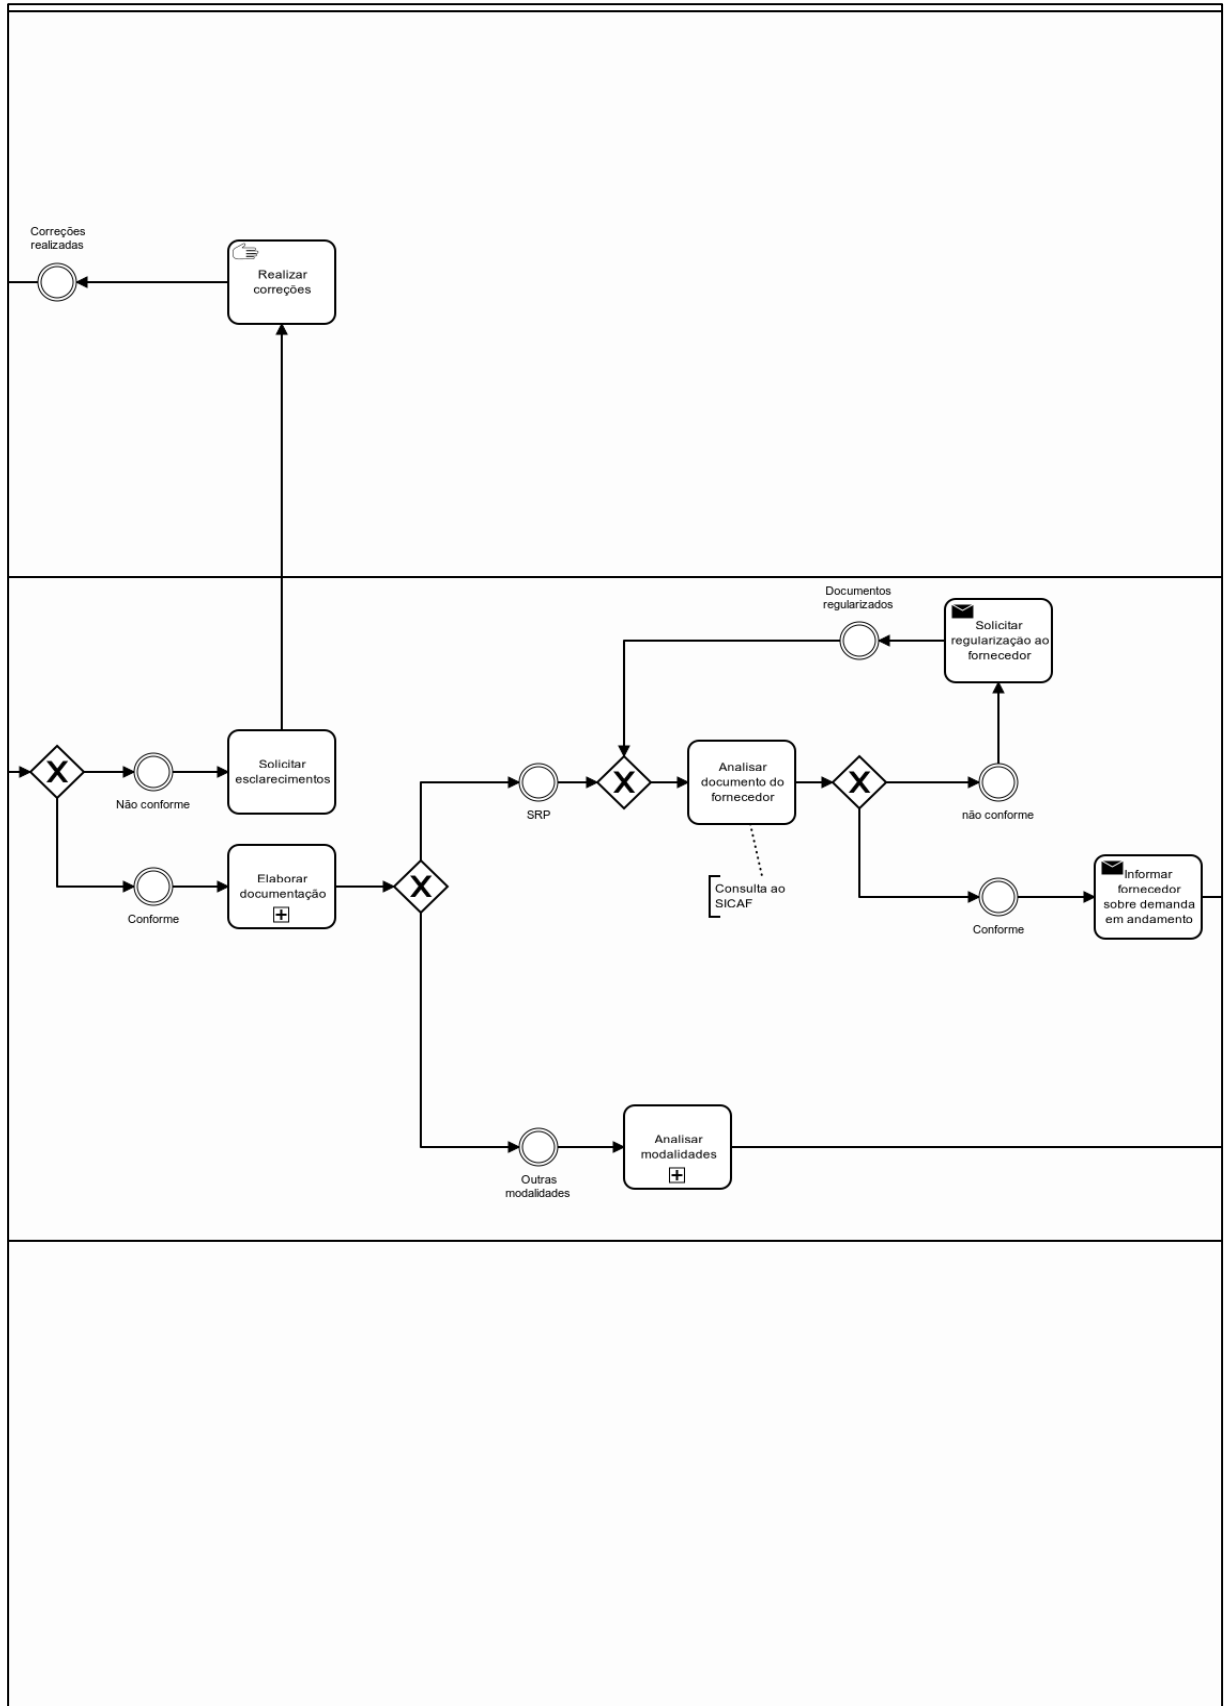 Correções
realizadas
Realizar
correções
Documentos
regularizados
Solicitar
regularização ao
fornecedor
Não conforme
Solicitar
esclarecimentos
SRP
Analisar
documento do
fornecedor
não conforme
Conforme
Elaborar
documentação
Consulta ao
SICAF
Conforme
Informar
fornecedor
sobre demanda
em andamento
Outras
modalidades
Analisar
modalidades